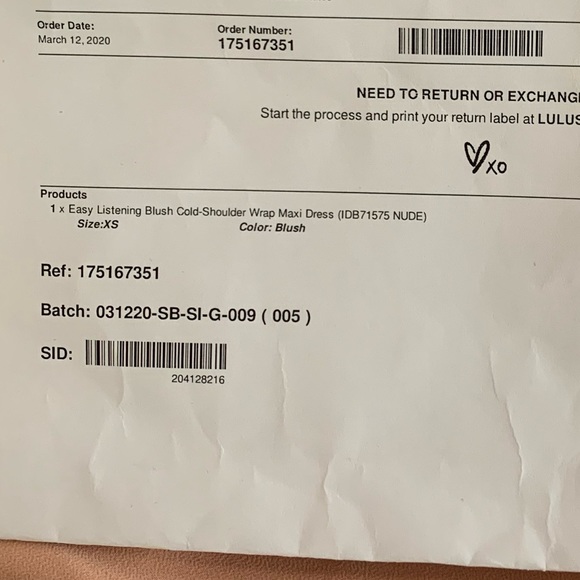 Order Date:
March 12, 2020
Order Number:
175167351
NEED TO RETURN OR EXCHANG
Start the process and print your return label at LULUS
XO
Products
1 x Easy Listening Blush Cold-Shoulder Wrap Maxi Dress (IDB71575 NUDE)
Size:XS Color: Blush
Ref: 175167351
Batch: 031220-SB-SI-G-009 ( 005 )
SID:
204128216